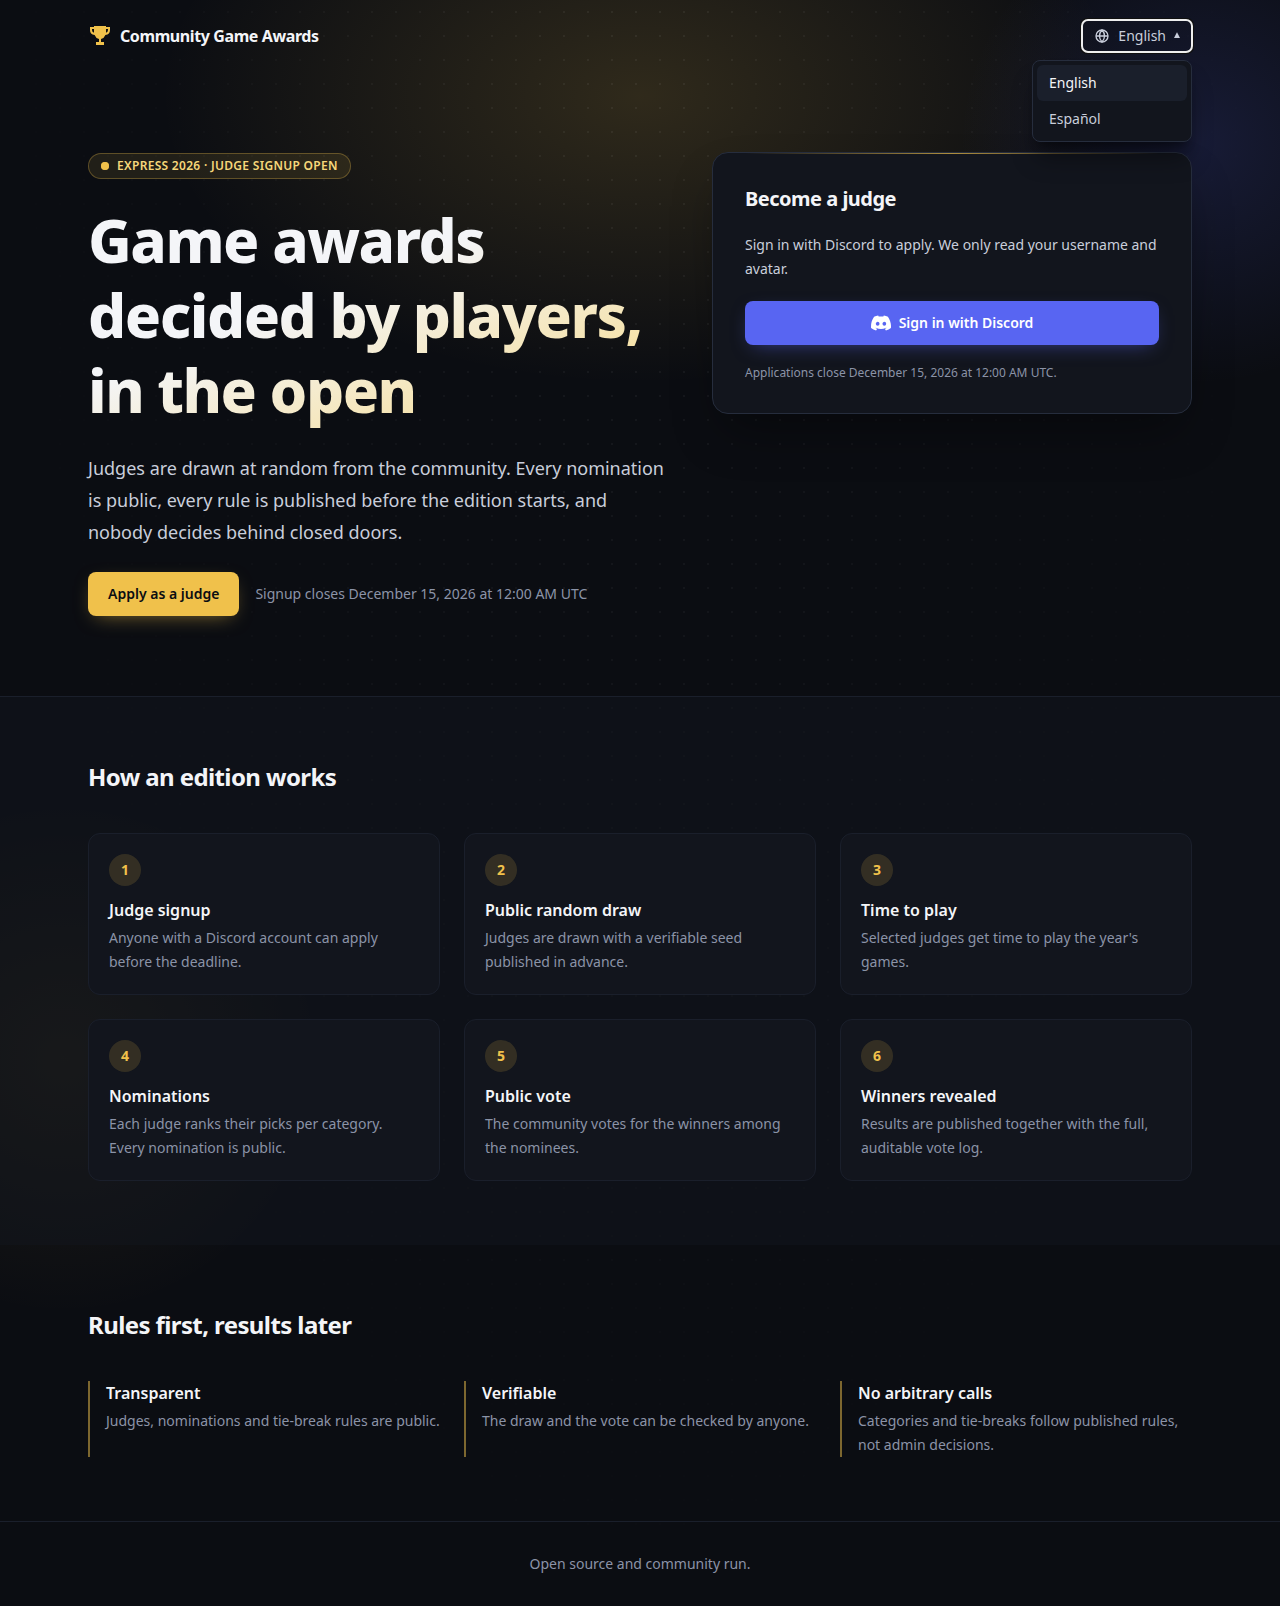 Community Game Awards
English ▲
English
Español
EXPRESS 2026 · JUDGE SIGNUP OPEN
Game awards
decided by players,
in the open
Judges are drawn at random from the community. Every nomination
is public, every rule is published before the edition starts, and
nobody decides behind closed doors.
Apply as a judge
Signup closes December 15, 2026 at 12:00 AM UTC
Become a judge
Sign in with Discord to apply. We only read your username and
avatar.
Sign in with Discord
Applications close December 15, 2026 at 12:00 AM UTC.
How an edition works
1
Judge signup
Anyone with a Discord account can apply
before the deadline.
2
Public random draw
Judges are drawn with a verifiable seed
published in advance.
3
Time to play
Selected judges get time to play the year's
games.
4
Nominations
Each judge ranks their picks per category.
Every nomination is public.
5
Public vote
The community votes for the winners among
the nominees.
6
Winners revealed
Results are published together with the full,
auditable vote log.
Rules first, results later
Transparent
Judges, nominations and tie-break rules are public.
Verifiable
The draw and the vote can be checked by anyone.
No arbitrary calls
Categories and tie-breaks follow published rules,
not admin decisions.
Open source and community run.